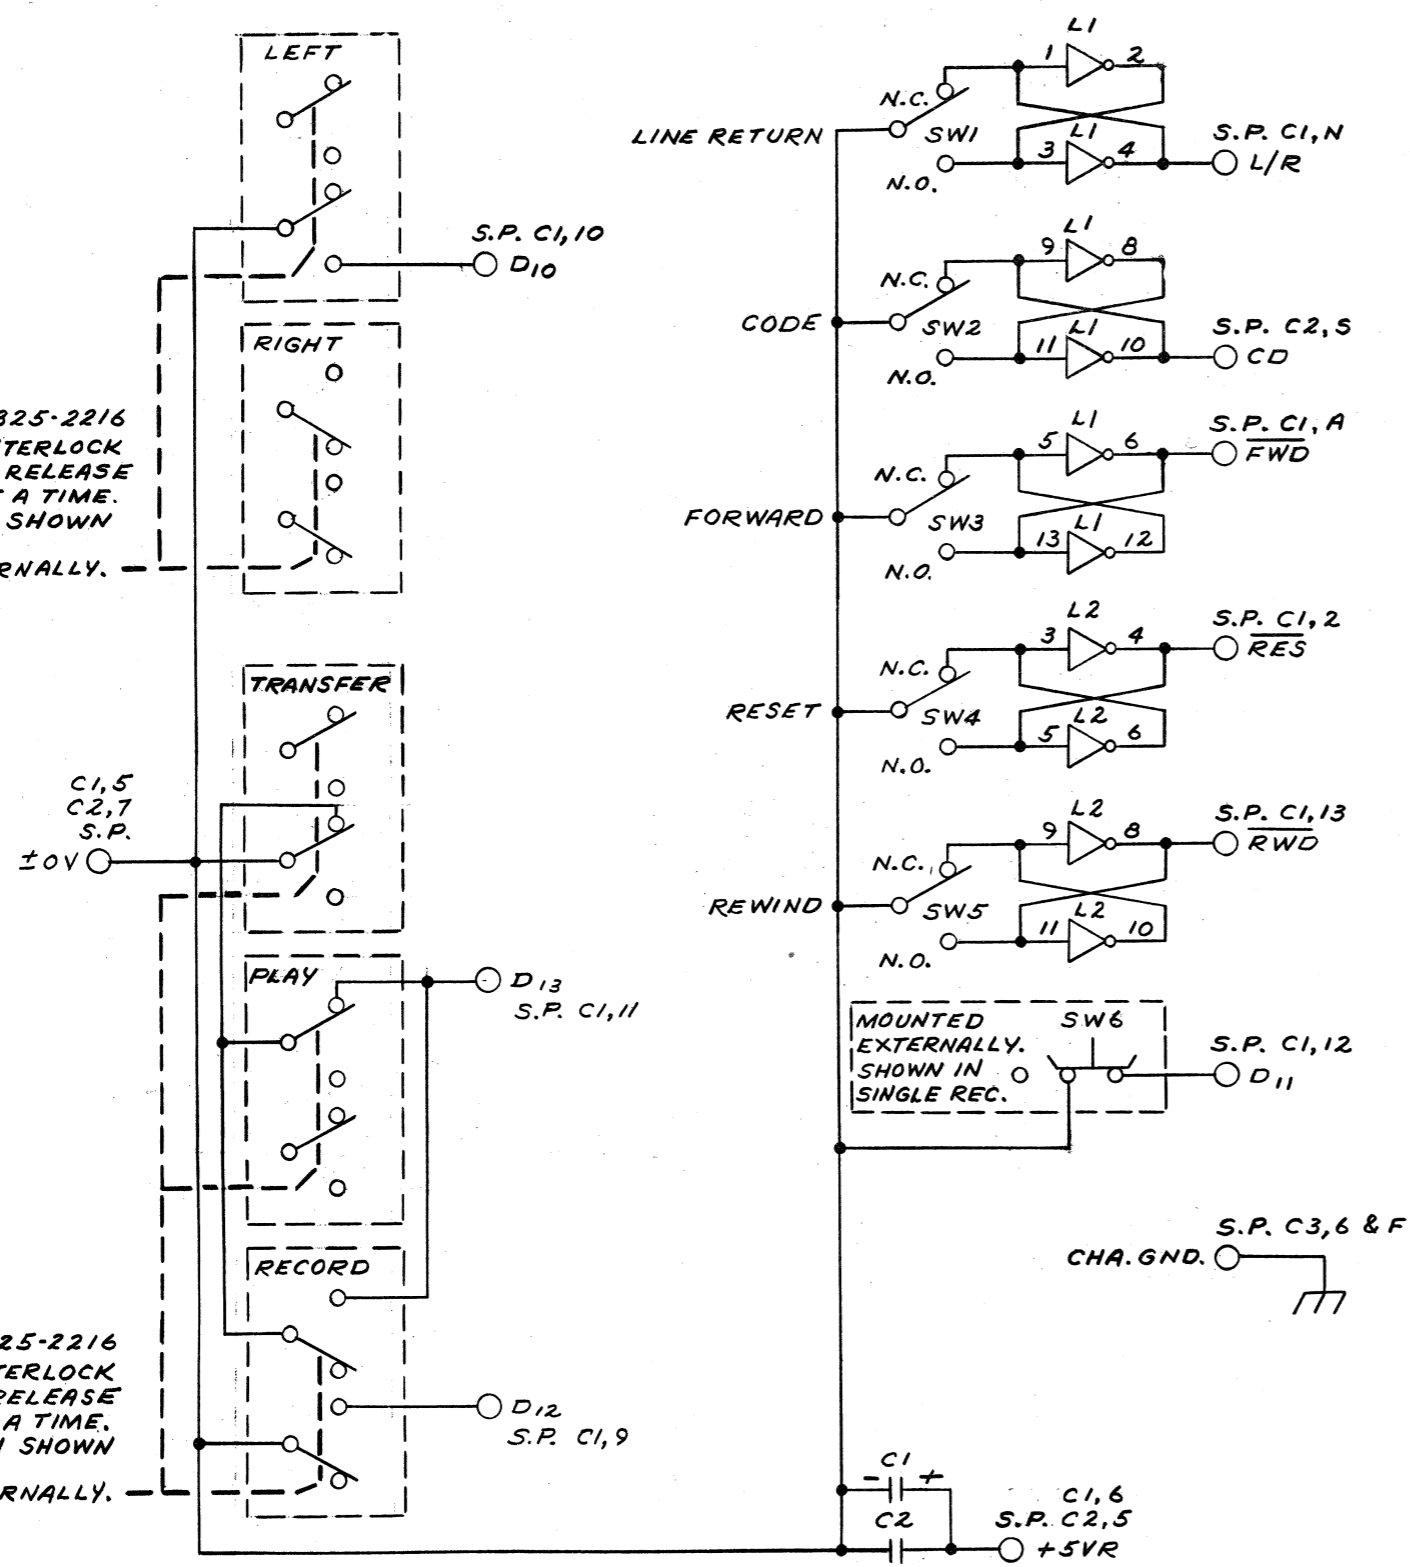 LEFT
S.P. C1,10
D10
RIGHT
325-2216
TERLOCK
RELEASE
A TIME.
SHOWN
RNALLY.
TRANSFER
C1,5
C2,7
S.P.
±0V
PLAY
D13
S.P. C1,11
RECORD
25-2216
TERLOCK
RELEASE
A TIME.
SHOWN
RNALLY.
D12
S.P. C1,9
LINE RETURN
N.C.
SW1
N.O.
L1
1 2
L1
3 4
S.P. C1,N
L/R
CODE
N.C.
SW2
N.O.
L1
9 8
L1
11 10
S.P. C2,S
CD
FORWARD
N.C.
SW3
N.O.
L1
5 6
L1
13 12
S.P. C1,A
FWD
RESET
N.C.
SW4
N.O.
L2
3 4
L2
5 6
S.P. C1,2
RES
REWIND
N.C.
SW5
N.O.
L2
9 8
L2
11 10
S.P. C1,13
RWD
MOUNTED
EXTERNALLY.
SHOWN IN
SINGLE REC.
SW6
S.P. C1,12
D11
S.P. C3,6 & F
CHA. GND.
C1
- +
C2
C1,6
S.P. C2,5
+5VR